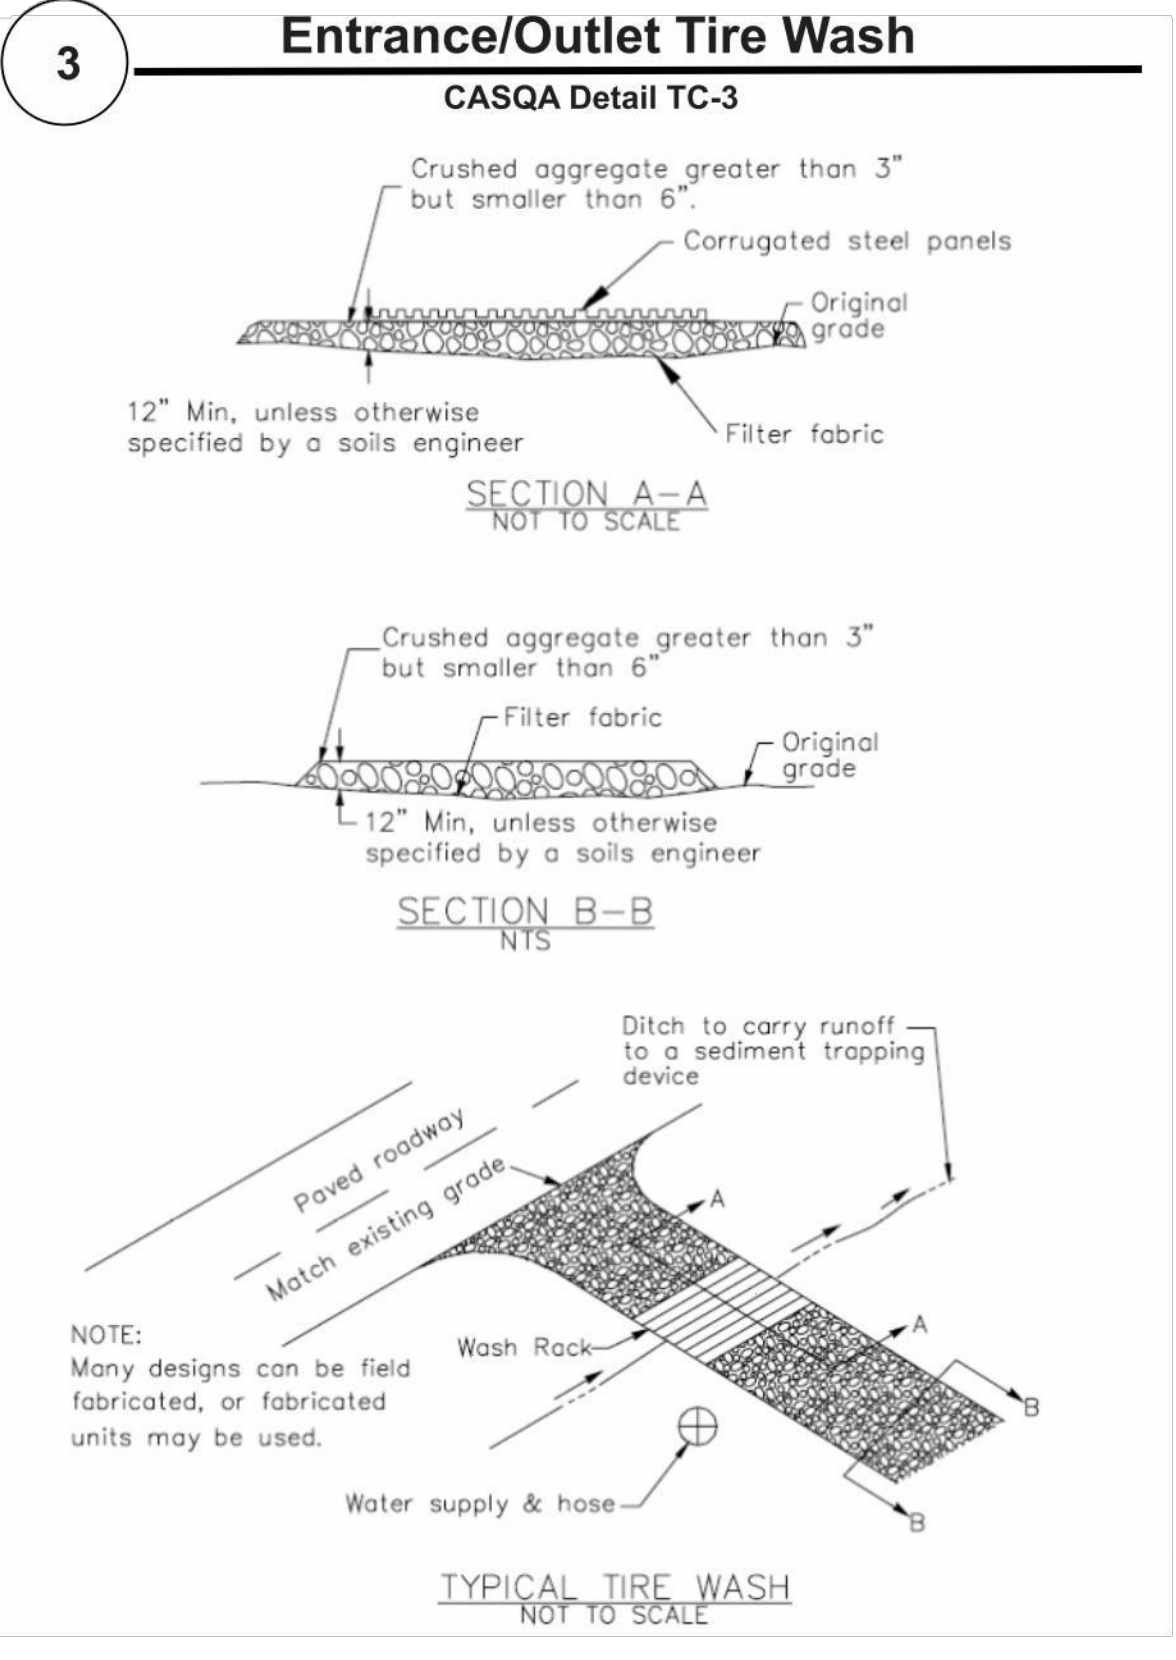 3
Entrance/Outlet Tire Wash
CASQA Detail TC-3
Crushed aggregate greater than 3"
but smaller than 6".
Corrugated steel panels
Original
grade
12" Min, unless otherwise
specified by a soils engineer
Filter fabric
SECTION A-A
NOT TO SCALE
Crushed aggregate greater than 3"
but smaller than 6"
Filter fabric
Original
grade
12" Min, unless otherwise
specified by a soils engineer
SECTION B-B
NTS
Ditch to carry runoff
to a sediment trapping
device
Paved roadway
Match existing grade
A
A
NOTE:
Many designs can be field
fabricated, or fabricated
units may be used.
Wash Rack
B
B
Water supply & hose
TYPICAL TIRE WASH
NOT TO SCALE